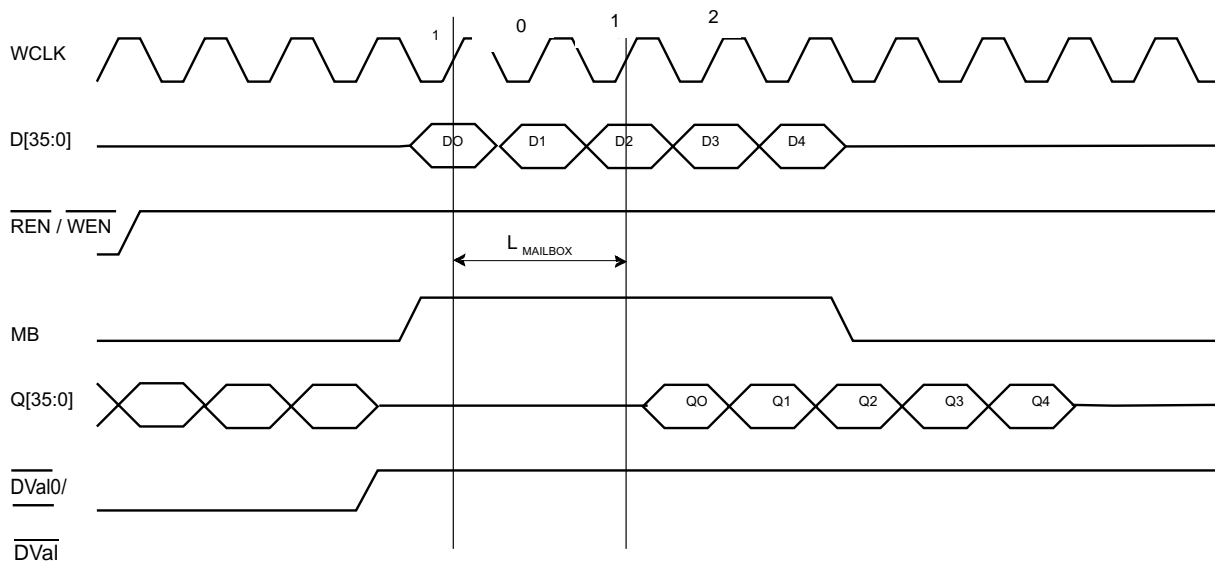 1 0 1 2
WCLK
D[35:0]
DO D1 D2 D3 D4
REN / WEN
L MAILBOX
MB
Q[35:0]
QO Q1 Q2 Q3 Q4
DVal0/
DVal